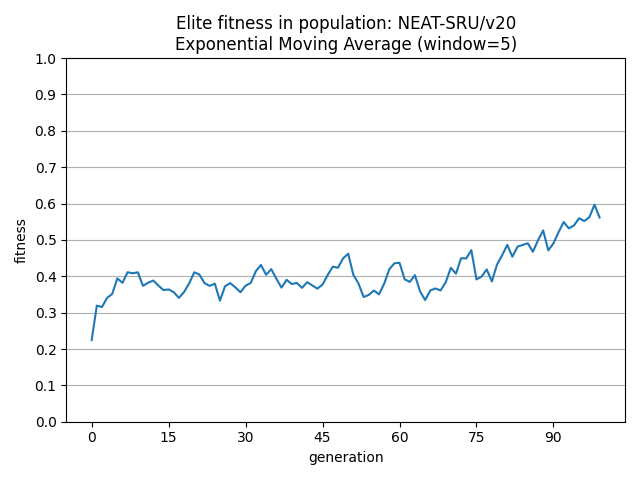 Elite fitness in population: NEAT-SRU/v20
Exponential Moving Average (window=5)
1.0
0.9
0.8
0.7
0.6
0.5
0.4
0.3
0.2
0.1
0.0
fitness
0 15 30 45 60 75 90
generation